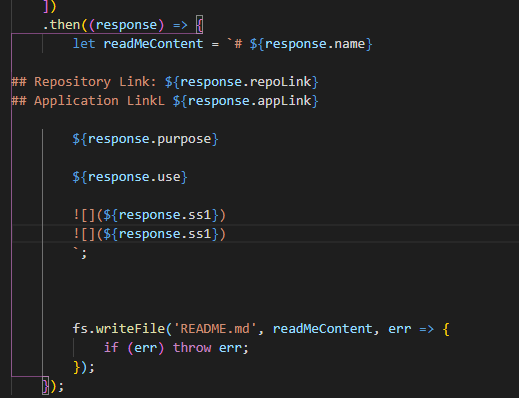 ])
.then((response) => {
let readMeContent = `# ${response.name}
## Repository Link: ${response.repoLink}
## Application LinkL ${response.appLink}
${response.purpose}
${response.use}
![](${response.ss1})
![](${response.ss1})
`;
fs.writeFile('README.md', readMeContent, err => {
if (err) throw err;
});
});